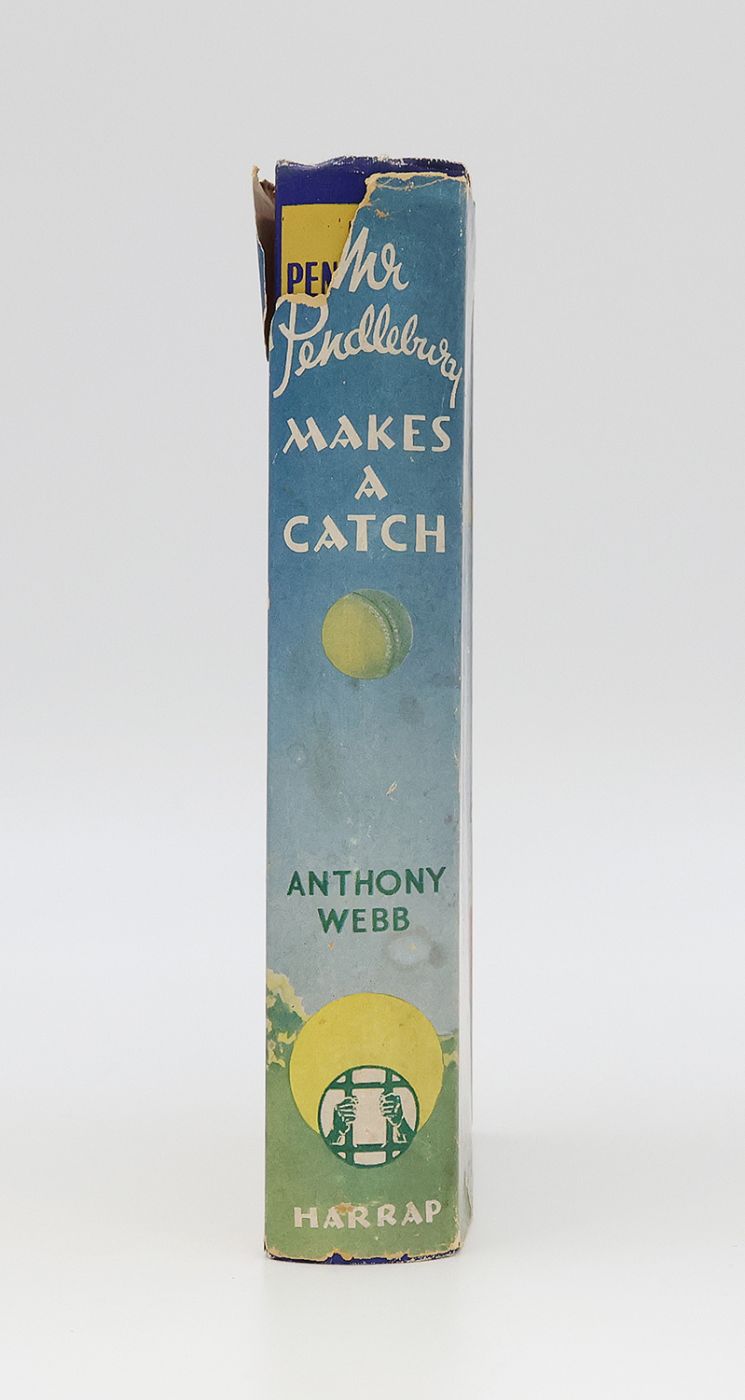 PEN
Mr
Pendlebury
MAKES
A
CATCH
ANTHONY
WEBB
HARRAP